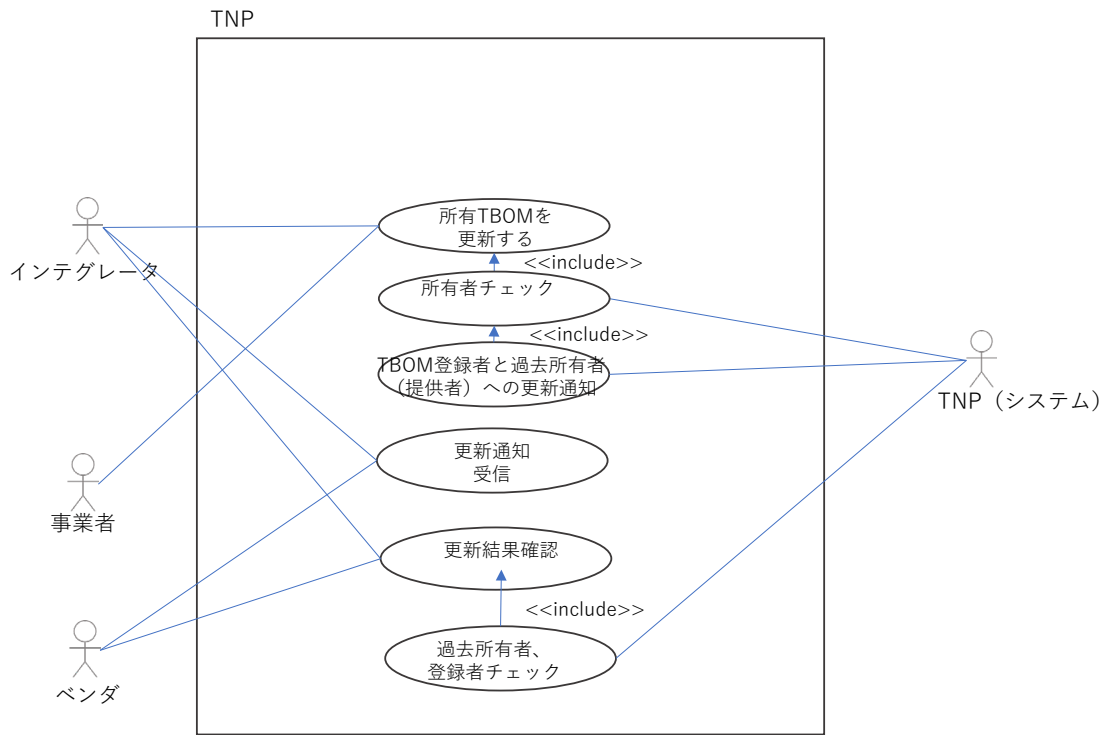 TNP
所有TBOMを
更新する
<<include>>
インテグレータ
所有者チェック
<<include>>
TBOM登録者と過去所有者
（提供者）への更新通知
TNP（システム）
更新通知
受信
事業者
更新結果確認
<<include>>
過去所有者、
登録者チェック
ベンダ